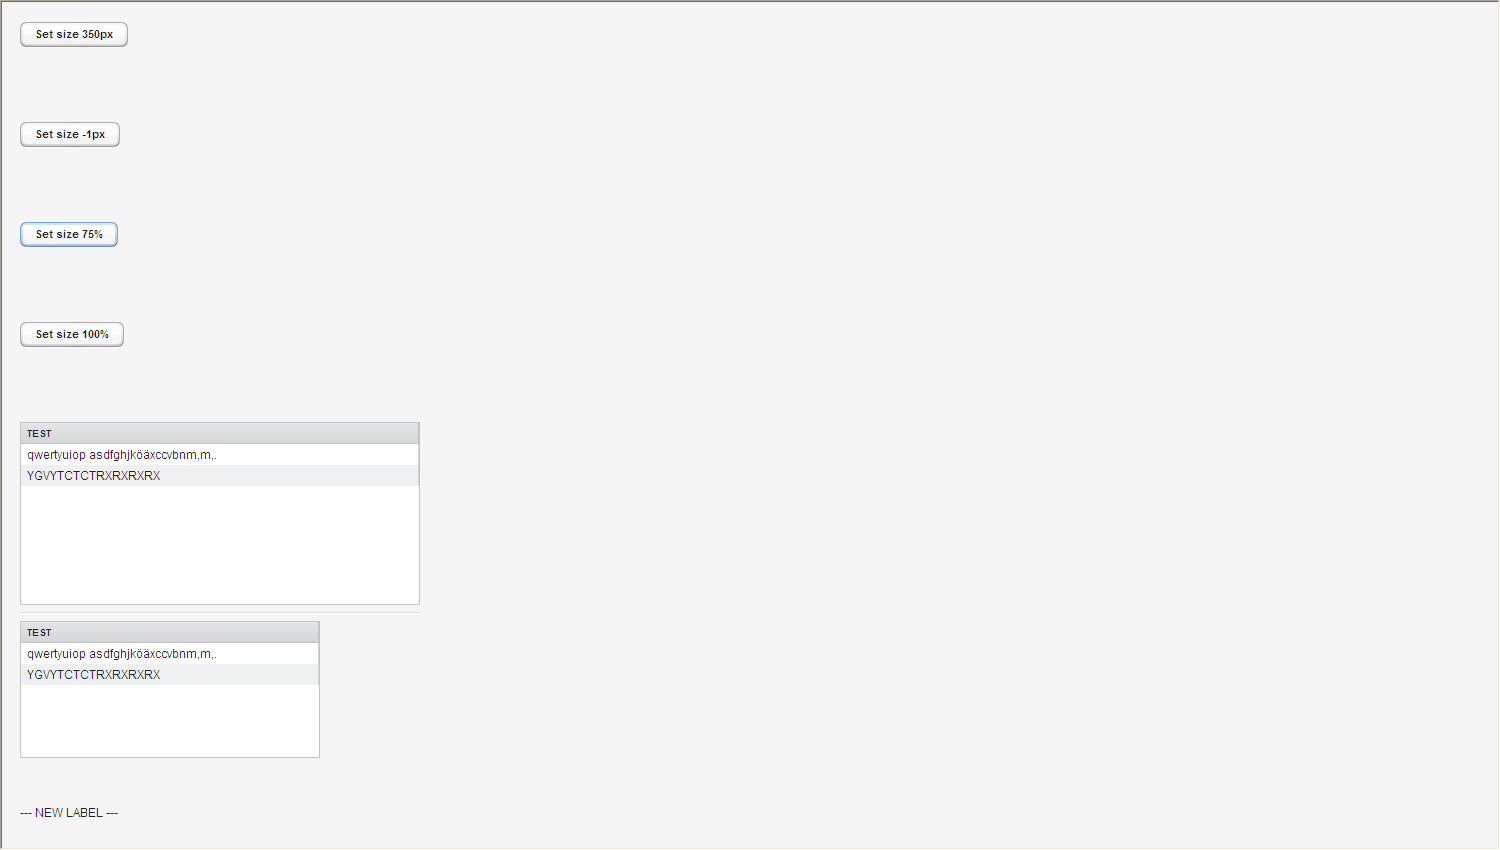 Set size 350px
Set size -1px
Set size 75%
Set size 100%
TEST
qwertyuiop asdfghjköäxccvbnm,m,.
YGVYTCTCTRXRXRXRX
TEST
qwertyuiop asdfghjköäxccvbnm,m,.
YGVYTCTCTRXRXRXRX
--- NEW LABEL ---